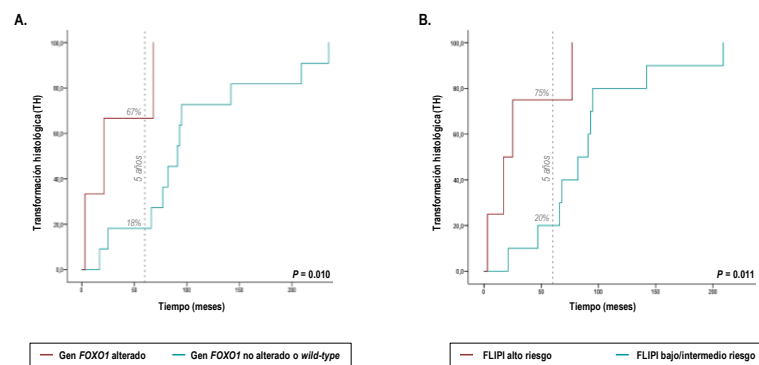 A.
B.
100,0
80,0
60,0
40,0
20,0
,0
Transformación histológica (TH)
67%
18%
5 años
P = 0.010
0
50
100
150
200
Tiempo (meses)
Gen FOXO1 alterado
Gen FOXO1 no alterado o wild-type
100,0
80,0
60,0
40,0
20,0
,0
Transformación histológica (TH)
75%
20%
5 años
P = 0.011
0
50
100
150
200
Tiempo (meses)
FLIPI alto riesgo
FLIPI bajo/intermedio riesgo